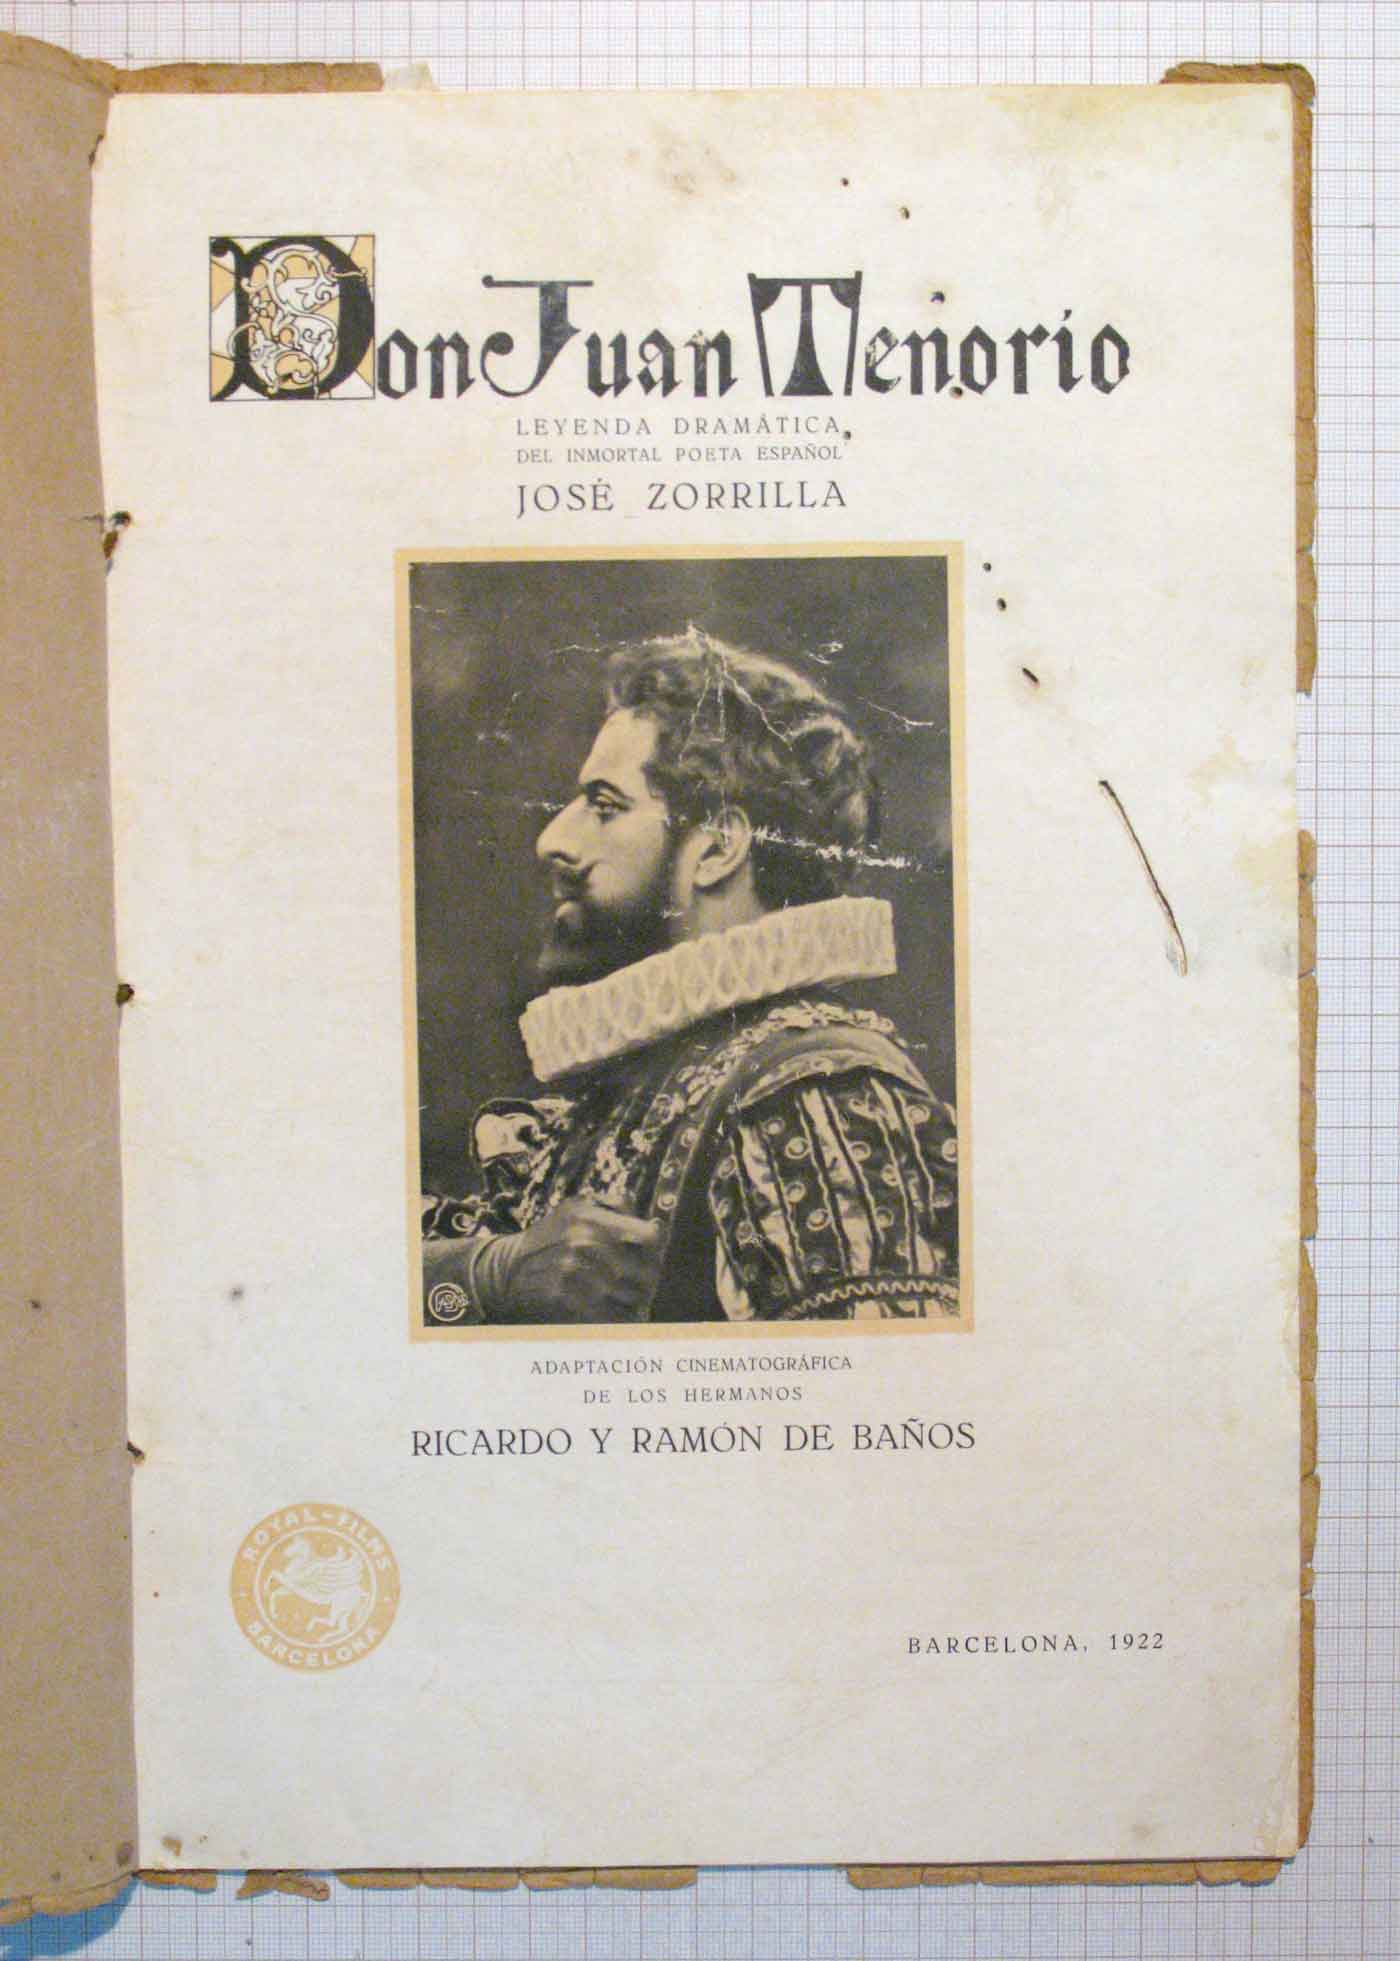 Don Juan Tenorio
LEYENDA DRAMÁTICA
DEL INMORTAL POETA ESPAÑOL
JOSÉ ZORRILLA
ADAPTACIÓN CINEMATOGRÁFICA
DE LOS HERMANOS
RICARDO Y RAMÓN DE BAÑOS
ROYAL-FILMS
BARCELONA
BARCELONA, 1922